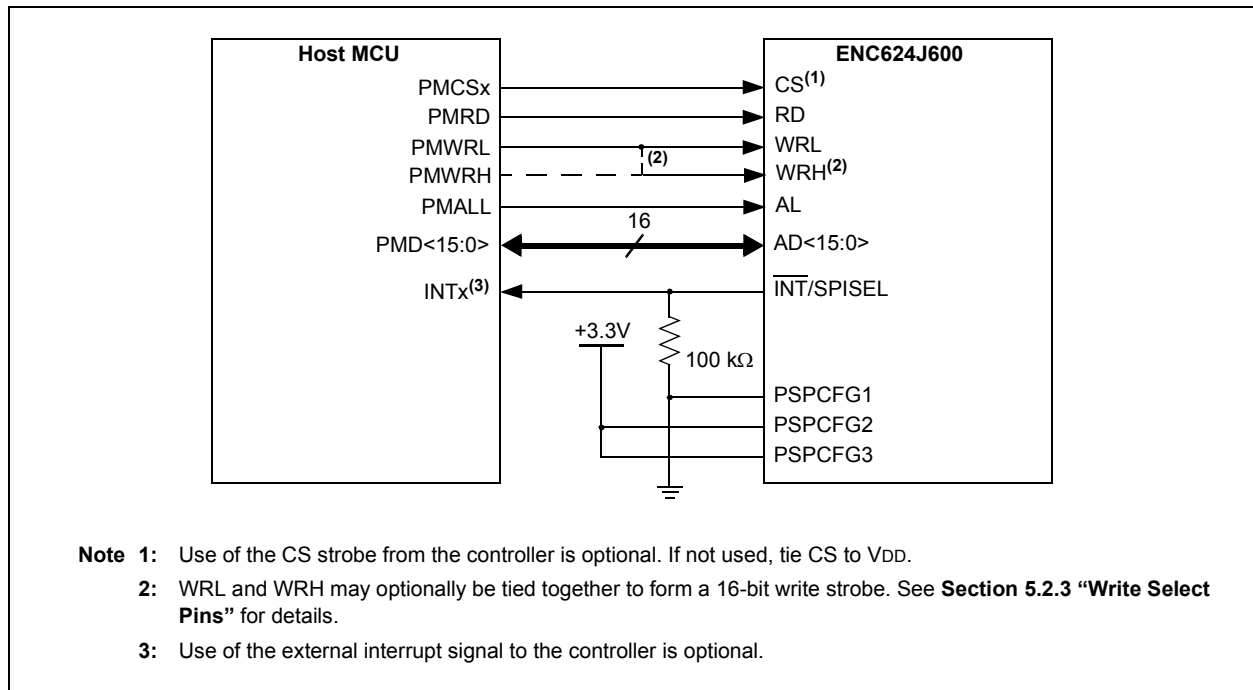 Host MCU
ENC624J600
PMCSx
CS(1)
PMRD
RD
PMWRL
WRL
(2)
PMWRH
WRH(2)
PMALL
AL
16
PMD<15:0>
AD<15:0>
INTx(3)
INT/SPISEL
+3.3V
100 kΩ
PSPCFG1
PSPCFG2
PSPCFG3
Note 1: Use of the CS strobe from the controller is optional. If not used, tie CS to VDD.
2: WRL and WRH may optionally be tied together to form a 16-bit write strobe. See Section 5.2.3 “Write Select
Pins” for details.
3: Use of the external interrupt signal to the controller is optional.